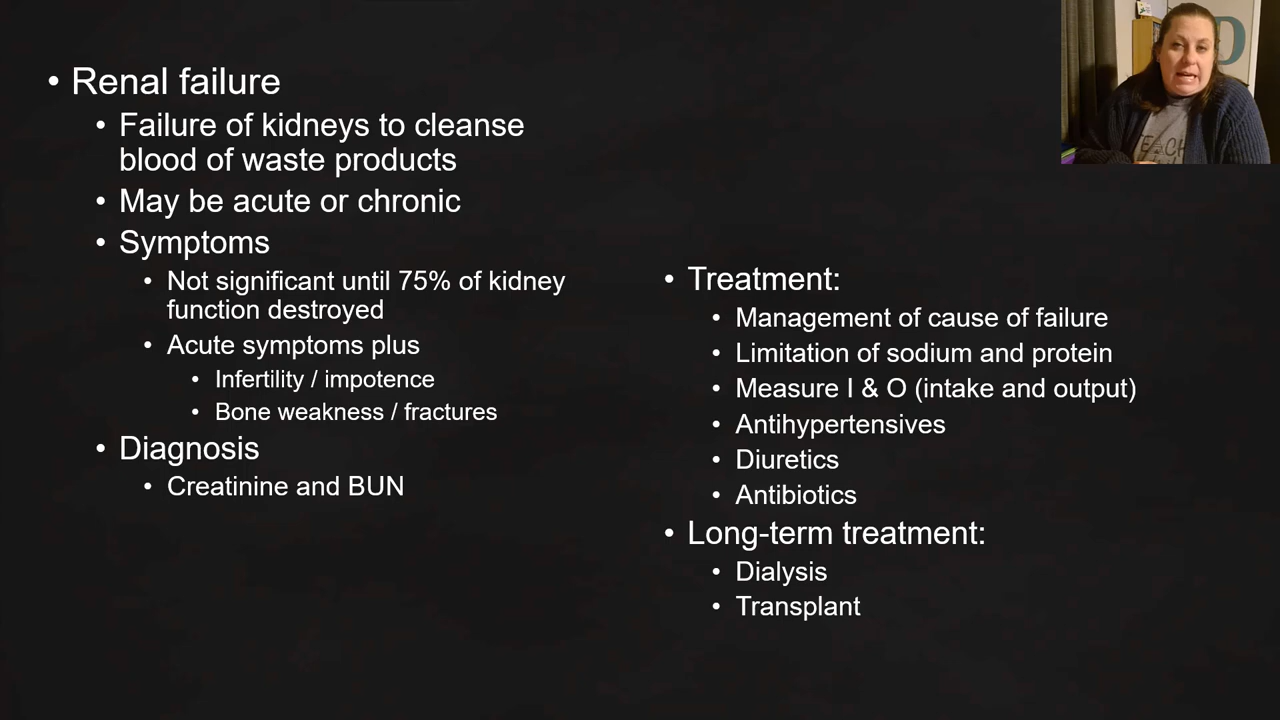 • Renal failure
• Failure of kidneys to cleanse
blood of waste products
• May be acute or chronic
• Symptoms
• Not significant until 75% of kidney
function destroyed
• Acute symptoms plus
• Infertility / impotence
• Bone weakness / fractures
• Diagnosis
• Creatinine and BUN
• Treatment:
• Management of cause of failure
• Limitation of sodium and protein
• Measure I & O (intake and output)
• Antihypertensives
• Diuretics
• Antibiotics
• Long-term treatment:
• Dialysis
• Transplant
D